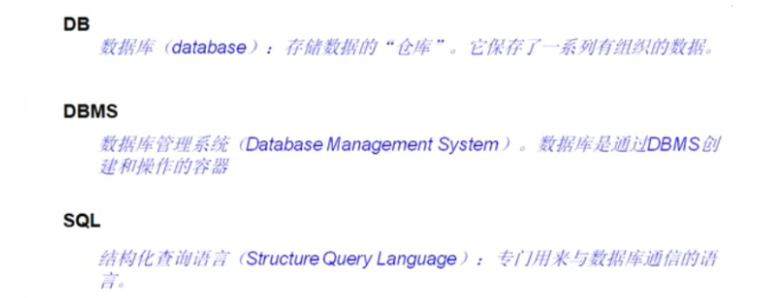 DB
数据库（database）：存储数据的“仓库”。它保存了一系列有组织的数据。
DBMS
数据库管理系统（Database Management System）。数据库是通过DBMS创
建和操作的容器
SQL
结构化查询语言（Structure Query Language）：专门用来与数据库通信的语
言。